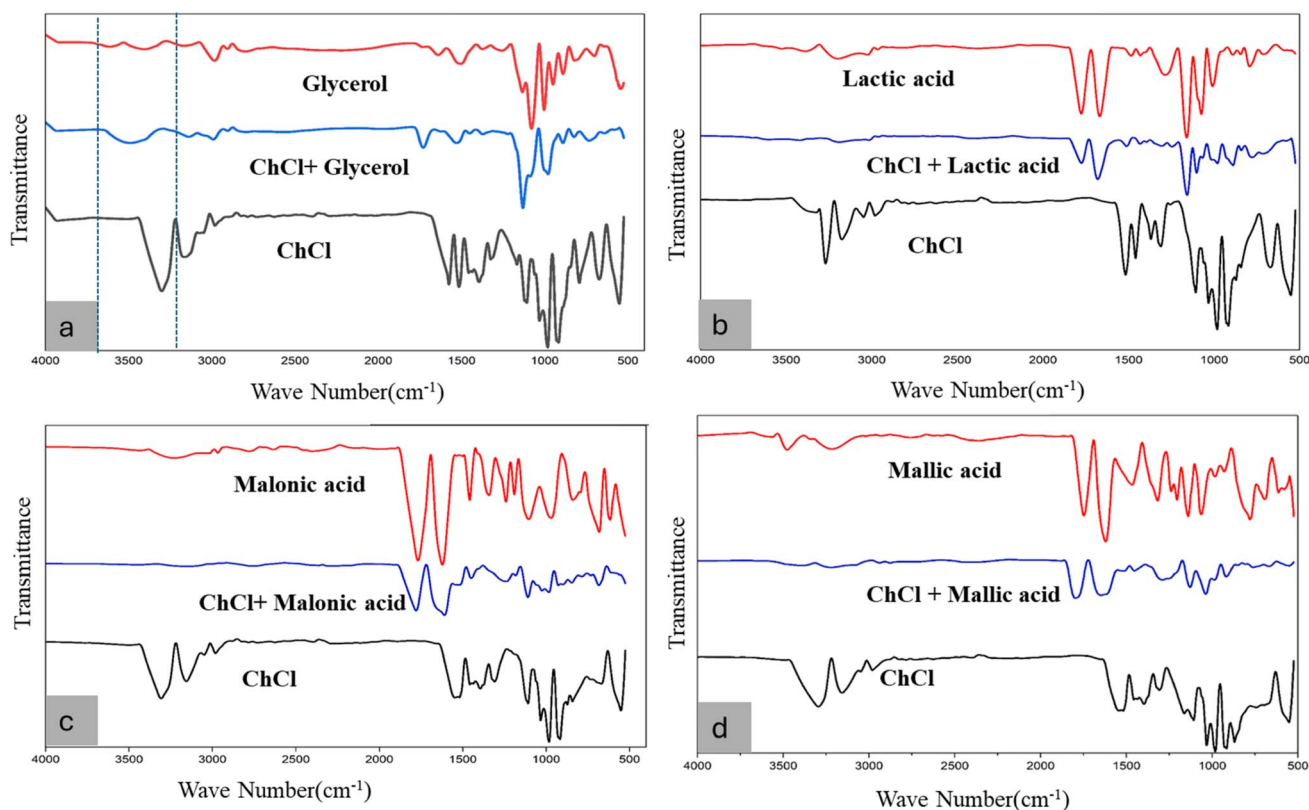 Transmittance
Glycerol
ChCl+ Glycerol
ChCl
a
4000 3500 3000 2500 2000 1500 1000 500
Wave Number(cm-1)
Transmittance
Lactic acid
ChCl + Lactic acid
ChCl
b
4000 3500 3000 2500 2000 1500 1000 500
Wave Number(cm-1)
Transmittance
Malonic acid
ChCl+ Malonic acid
ChCl
c
4000 3500 3000 2500 2000 1500 1000 500
Wave Number(cm-1)
Transmittance
Mallic acid
ChCl + Mallic acid
ChCl
d
4000 3500 3000 2500 2000 1500 1000 500
Wave Number(cm-1)